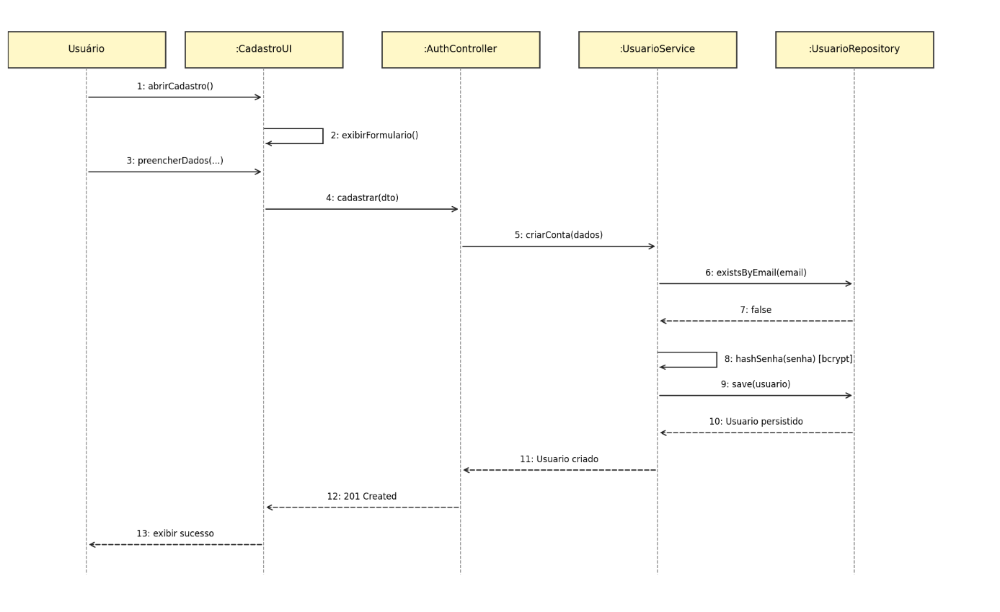 Usuário
:CadastroUI
:AuthController
:UsuarioService
:UsuarioRepository
1: abrirCadastro()
2: exibirFormulario()
3: preencherDados(...)
4: cadastrar(dto)
5: criarConta(dados)
6: existsByEmail(email)
7: false
8: hashSenha(senha) [bcrypt]
9: save(usuario)
10: Usuario persistido
11: Usuario criado
12: 201 Created
13: exibir sucesso